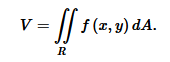 V = ∬_R f (x, y) dA.